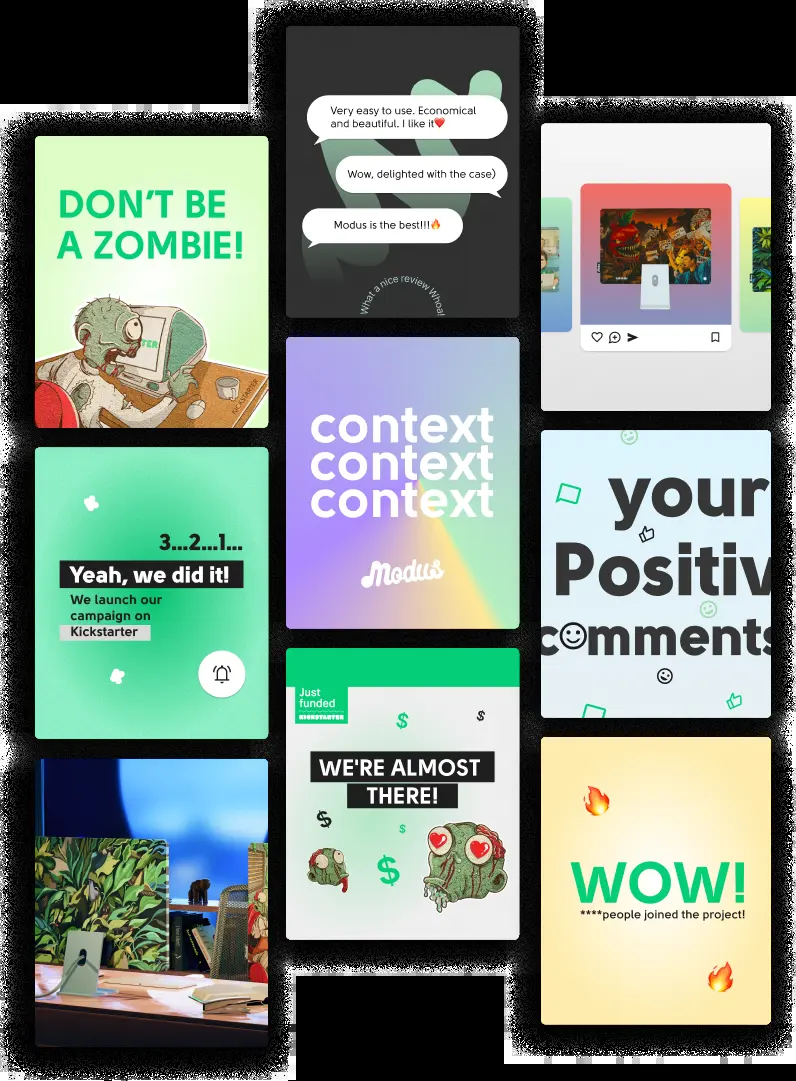 DON'T BE
A ZOMBIE!
TER
KICKSTARTER
3...2...1...
Yeah, we did it!
We launch our
campaign on
Kickstarter
Very easy to use. Economical
and beautiful. I like it❤️
Wow, delighted with the case)
Modus is the best!!!🔥
What a nice review Whoa!
context
context
context
Modus
Just
funded
KICKSTARTER
WE'RE ALMOST
THERE!
your
Positiv
comments
WOW!
****people joined the project!